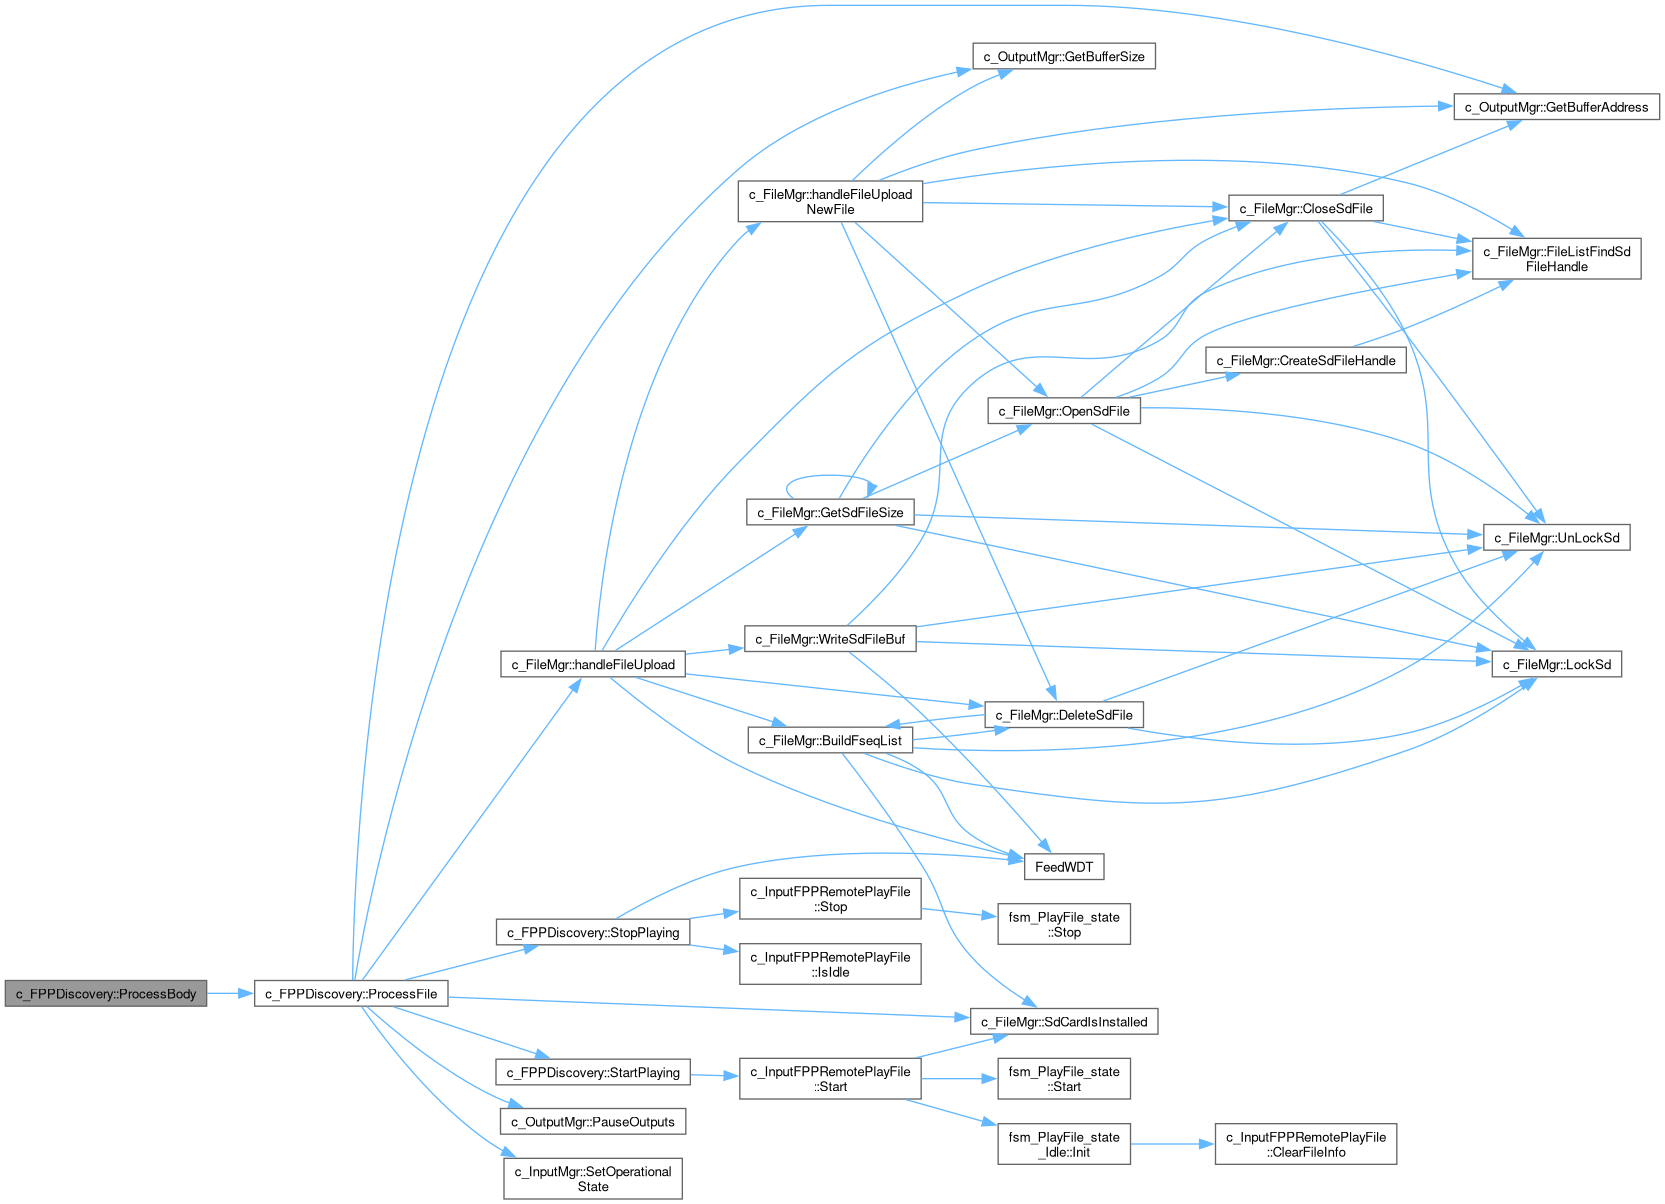 c_OutputMgr::GetBufferSize
c_OutputMgr::GetBufferAddress
c_FileMgr::handleFileUpload
NewFile
c_FileMgr::CloseSdFile
c_FileMgr::FileListFindSd
FileHandle
c_FileMgr::CreateSdFileHandle
c_FileMgr::OpenSdFile
c_FileMgr::GetSdFileSize
c_FileMgr::UnLockSd
c_FileMgr::WriteSdFileBuf
c_FileMgr::handleFileUpload
c_FileMgr::LockSd
c_FileMgr::DeleteSdFile
c_FileMgr::BuildFseqList
FeedWDT
c_InputFPPRemotePlayFile
::Stop
fsm_PlayFile_state
::Stop
c_FPPDiscovery::StopPlaying
c_InputFPPRemotePlayFile
::IsIdle
c_FPPDiscovery::ProcessBody
c_FPPDiscovery::ProcessFile
c_FileMgr::SdCardIsInstalled
c_FPPDiscovery::StartPlaying
c_InputFPPRemotePlayFile
::Start
fsm_PlayFile_state
::Start
c_OutputMgr::PauseOutputs
fsm_PlayFile_state
_Idle::Init
c_InputFPPRemotePlayFile
::ClearFileInfo
c_InputMgr::SetOperational
State